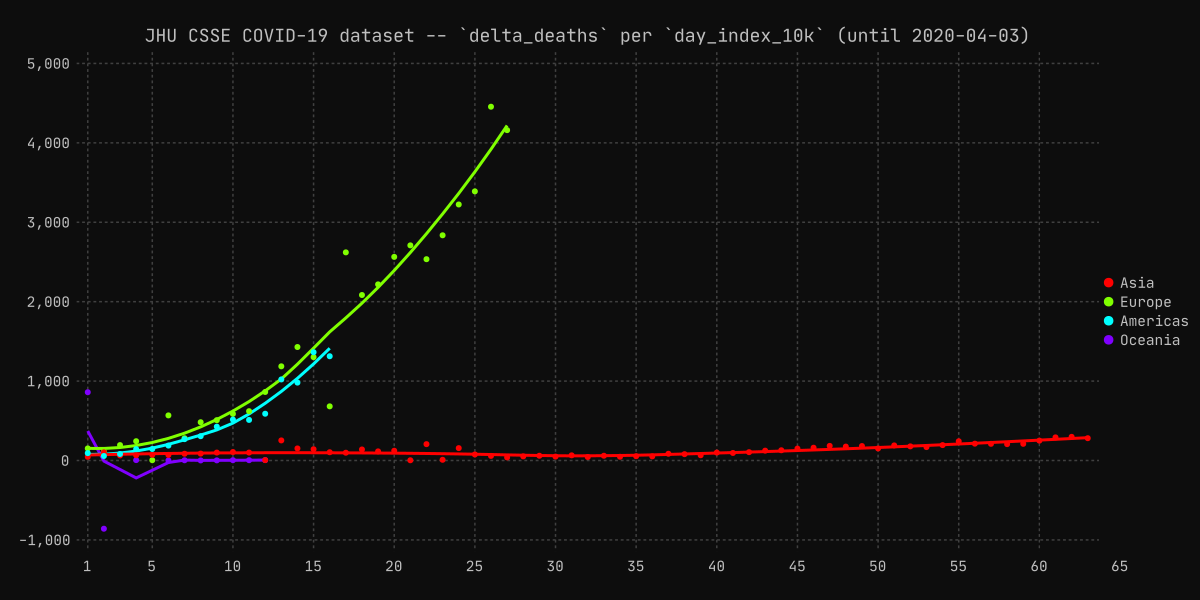 JHU CSSE COVID-19 dataset -- `delta_deaths` per `day_index_10k` (until 2020-04-03)
5,000
4,000
3,000
2,000
1,000
0
-1,000
1 5 10 15 20 25 30 35 40 45 50 55 60 65
Asia
Europe
Americas
Oceania